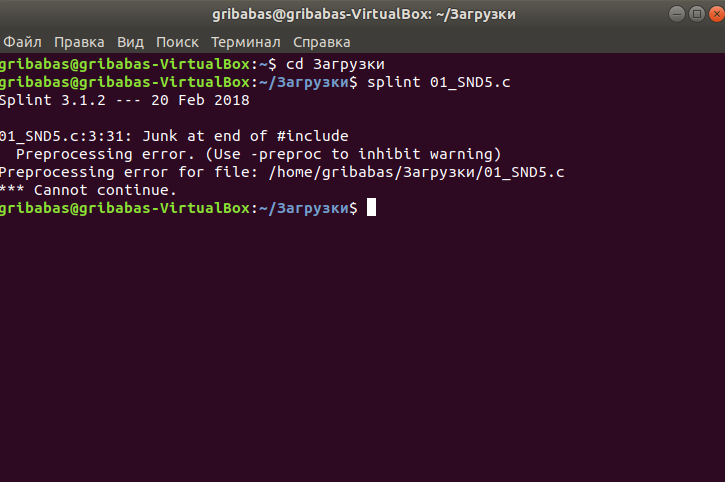 gribabas@gribabas-VirtualBox: ~/Загрузки
Файл Правка Вид Поиск Терминал Справка
gribabas@gribabas-VirtualBox:~$ cd Загрузки
gribabas@gribabas-VirtualBox:~/Загрузки$ splint 01_SND5.c
Splint 3.1.2 --- 20 Feb 2018
01_SND5.c:3:31: Junk at end of #include
Preprocessing error. (Use -preproc to inhibit warning)
Preprocessing error for file: /home/gribabas/Загрузки/01_SND5.c
*** Cannot continue.
gribabas@gribabas-VirtualBox:~/Загрузки$